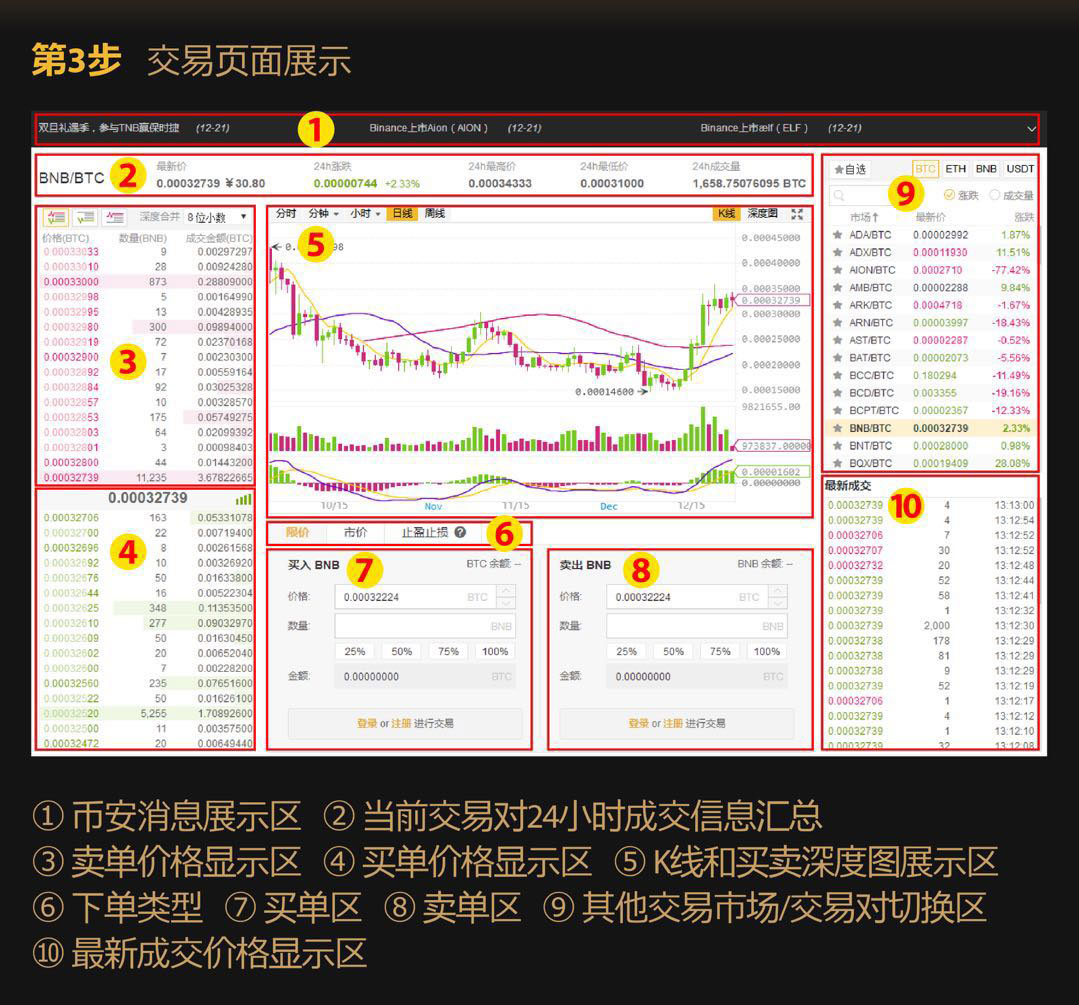 第3步 交易页面展示
双旦礼遇季,参与TNB赢保时捷 (12-21) 1 Binance上市Aion(AION) (12-21) Binance上市ælf(ELF) (12-21)
BNB/BTC 2 最新价 24h涨跌 24h最高价 24h最低价 24h成交量
0.00032739 ¥30.80 0.00000744 +2.33% 0.00034333 0.00031000 1,658.75076095 BTC
深度合并 8位小数
价格(BTC) 数量(BNB) 成交金额(BTC)
0.00033033 9 0.00297297
0.00033010 28 0.00924280
0.00033000 873 0.28809000
0.00032998 5 0.00164990
0.00032995 13 0.00428935
0.00032980 300 0.09894000
0.00032919 72 0.02370168
0.00032900 7 0.00230300
0.00032892 17 0.00559164
0.00032884 92 0.03025328
0.00032857 10 0.00328570
0.00032853 175 0.05749275
0.00032803 64 0.02099392
0.00032801 3 0.00098403
0.00032800 44 0.01443200
0.00032739 11,235 3.67822665
3
0.00032739
0.00032706 163 0.05331078
0.00032700 22 0.00719400
0.00032696 8 0.00261568
0.00032692 10 0.00326920
0.00032676 50 0.01633800
0.00032644 16 0.00522304
0.00032625 348 0.11353500
0.00032610 277 0.09032970
0.00032609 50 0.01630450
0.00032602 20 0.00652040
0.00032600 7 0.00228200
0.00032560 235 0.07651600
0.00032522 50 0.01626100
0.00032520 5,255 1.70892600
0.00032500 11 0.00357500
0.00032472 20 0.00649440
4
分时 分钟 小时 日线 周线 K线 深度图
5
0.00045000
0.00040000
0.00035000
0.00032739
0.00030000
0.00025000
0.00020000
0.00015000
0.00014600
9821655.00
973837.00000
0.00001602
0.00000000
10/15 Nov 11/15 Dec 12/15
限价 市价 止盈止损 ? 6
买入 BNB 7 BTC 余额: --
价格: 0.00032224 BTC
数量: BNB
25% 50% 75% 100%
金额: 0.00000000 BTC
登录 or 注册 进行交易
卖出 BNB 8 BNB 余额: --
价格: 0.00032224 BTC
数量: BNB
25% 50% 75% 100%
金额: 0.00000000 BTC
登录 or 注册 进行交易
自选 BTC ETH BNB USDT
9 涨跌 成交量
市场↑ 最新价 涨跌
ADA/BTC 0.00002992 1.87%
ADX/BTC 0.00011930 11.51%
AION/BTC 0.0002710 -77.42%
AMB/BTC 0.00002288 9.84%
ARK/BTC 0.0004718 -1.67%
ARN/BTC 0.00003997 -18.43%
AST/BTC 0.00002287 -0.52%
BAT/BTC 0.00002073 -5.56%
BCC/BTC 0.180294 -11.49%
BCD/BTC 0.003355 -19.16%
BCPT/BTC 0.00002367 -12.33%
BNB/BTC 0.00032739 2.33%
BNT/BTC 0.00028000 0.98%
BQX/BTC 0.00019409 28.08%
最新成交
10
0.00032739 4 13:13:00
0.00032739 4 13:12:54
0.00032706 7 13:12:52
0.00032707 30 13:12:52
0.00032732 20 13:12:48
0.00032739 52 13:12:44
0.00032739 58 13:12:41
0.00032739 1 13:12:32
0.00032739 2,000 13:12:30
0.00032738 178 13:12:29
0.00032738 81 13:12:29
0.00032738 9 13:12:29
0.00032739 52 13:12:19
0.00032706 1 13:12:17
0.00032739 4 13:12:12
0.00032739 1 13:12:10
0.00032739 32 13:12:08
① 币安消息展示区 ② 当前交易对24小时成交信息汇总
③ 卖单价格显示区 ④ 买单价格显示区 ⑤ K线和买卖深度图展示区
⑥ 下单类型 ⑦ 买单区 ⑧ 卖单区 ⑨ 其他交易市场/交易对切换区
⑩ 最新成交价格显示区